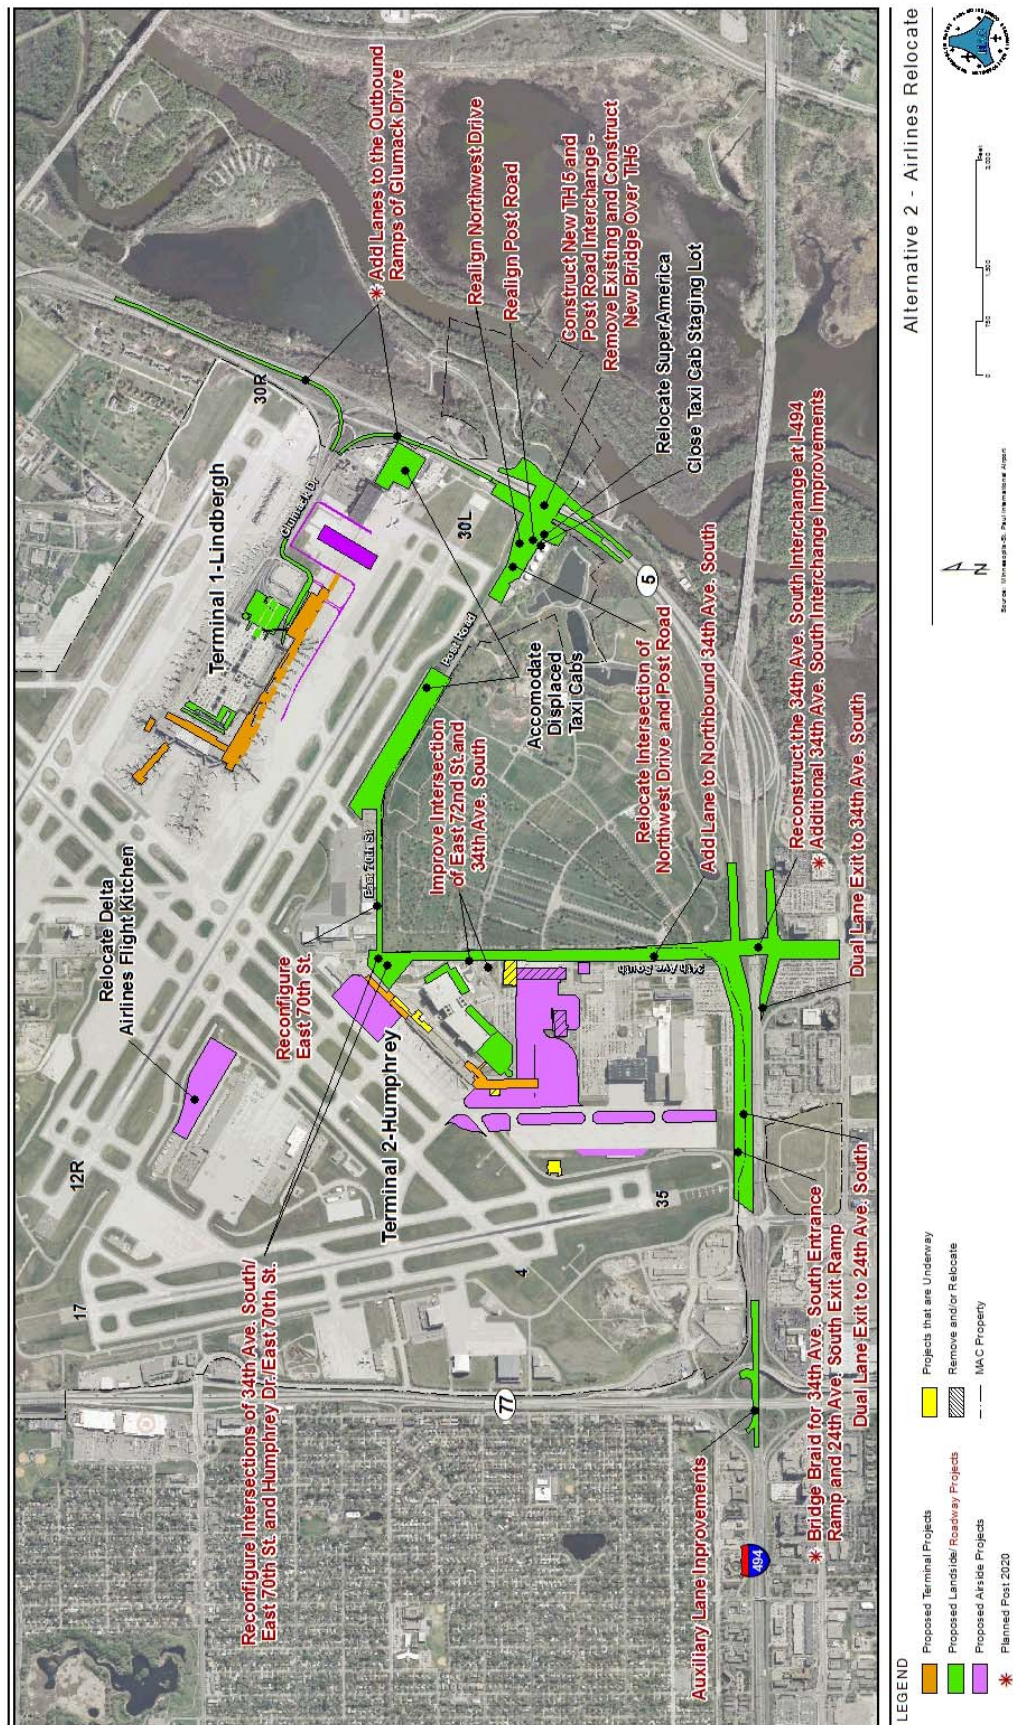 Add Lanes to the Outbound
Ramps of Glumack Drive
30R
Terminal 1-Lindbergh
Glumack Dr.
Realign Northwest Drive
Realign Post Road
Construct New TH5 and
Post Road Interchange -
Remove Existing and Construct
New Bridge Over TH5
30L
Relocate SuperAmerica
Close Taxi Cab Staging Lot
Post Road
Accomodate
Displaced
Taxi Cabs
5
Relocate Intersection of
Northwest Drive and Post Road
Relocate Delta
Airlines Flight Kitchen
East 70th St
Improve Intersection
of East 72nd St. and
34th Ave. South
Add Lane to Northbound 34th Ave. South
Reconstruct the 34th Ave. South Interchange at I-494
Additional 34th Ave. South Interchange Improvements
Dual Lane Exit to 34th Ave. South
Reconfigure
East 70th St.
34th Ave South
12R
Terminal 2-Humphrey
35
17
4
Reconfigure Intersections of 34th Ave. South/
East 70th St. and Humphrey Dr./East 70th St.
77
Auxiliary Lane Inprovements
Bridge Braid for 34th Ave. South Entrance
Ramp and 24th Ave. South Exit Ramp
Dual Lane Exit to 24th Ave. South
494
LEGEND
Proposed Terminal Projects
Proposed Landside/Roadway Projects
Proposed Airside Projects
Planned Post 2020
Projects that are Underway
Remove and/or Relocate
MAC Property
Alternative 2 - Airlines Relocate
N
0
750
1,500
3,000
Feet
Source: Minneapolis-St. Paul International Airport